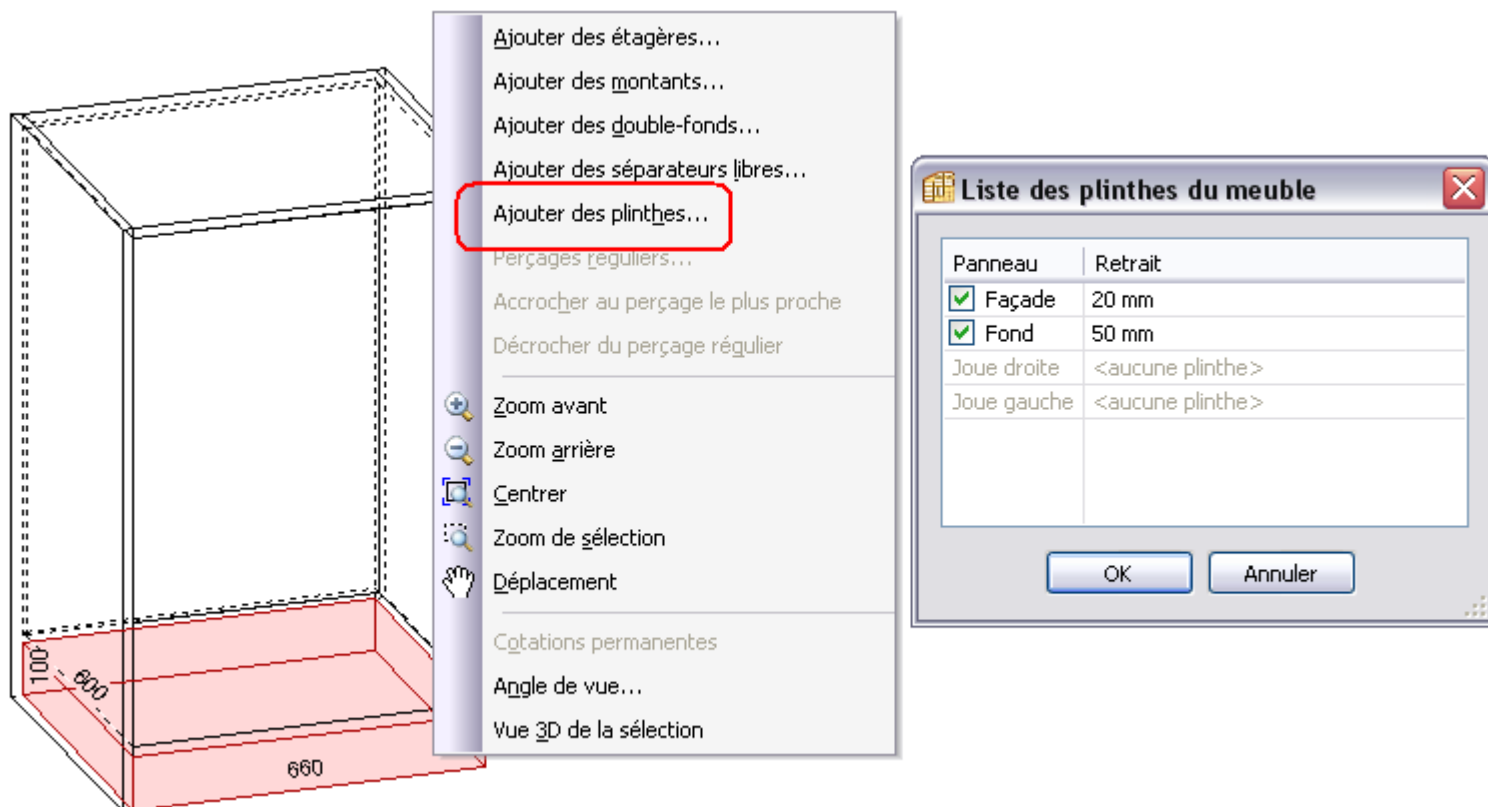 Ajouter des étagères...
Ajouter des montants...
Ajouter des double-fonds...
Ajouter des séparateurs libres...
Ajouter des plinthes...
Perçages réguliers...
Accrocher au perçage le plus proche
Décrocher du perçage régulier
Zoom avant
Zoom arrière
Centrer
Zoom de sélection
Déplacement
Cotations permanentes
Angle de vue...
Vue 3D de la sélection
100
600
660
Liste des plinthes du meuble
Panneau Retrait
Façade 20 mm
Fond 50 mm
Joue droite <aucune plinthe>
Joue gauche <aucune plinthe>
OK Annuler